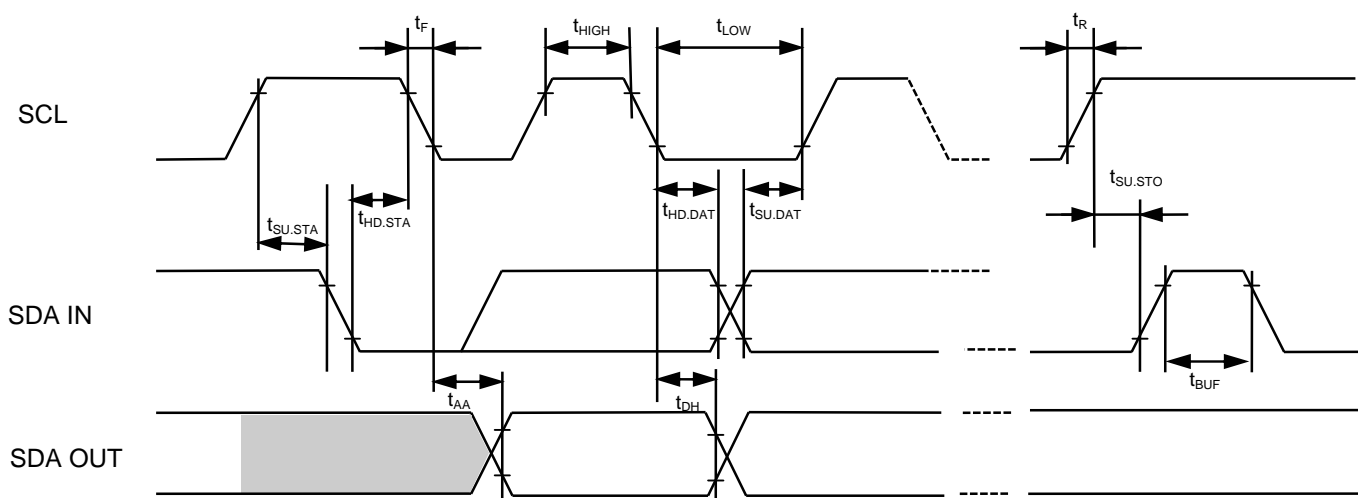 tF
tHIGH
tLOW
tR
SCL
tSU.STA
tHD.STA
tHD.DAT
tSU.DAT
tSU.STO
SDA IN
tAA
tDH
tBUF
SDA OUT